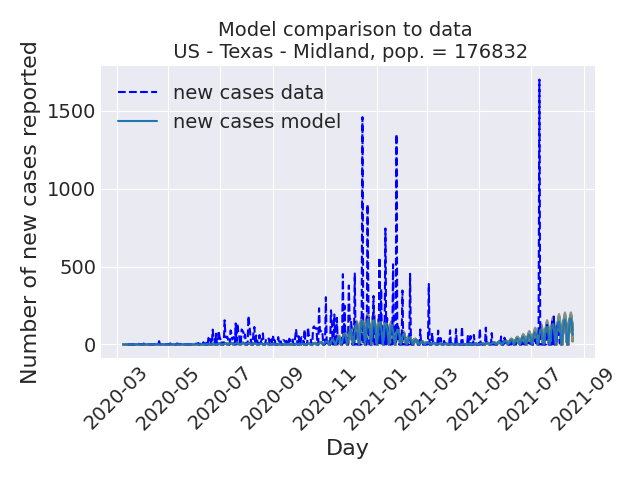 Model comparison to data
US - Texas - Midland, pop. = 176832
Number of new cases reported
new cases data
new cases model
1500
1000
500
0
2020-03
2020-05
2020-07
2020-09
2020-11
2021-01
2021-03
2021-05
2021-07
2021-09
Day